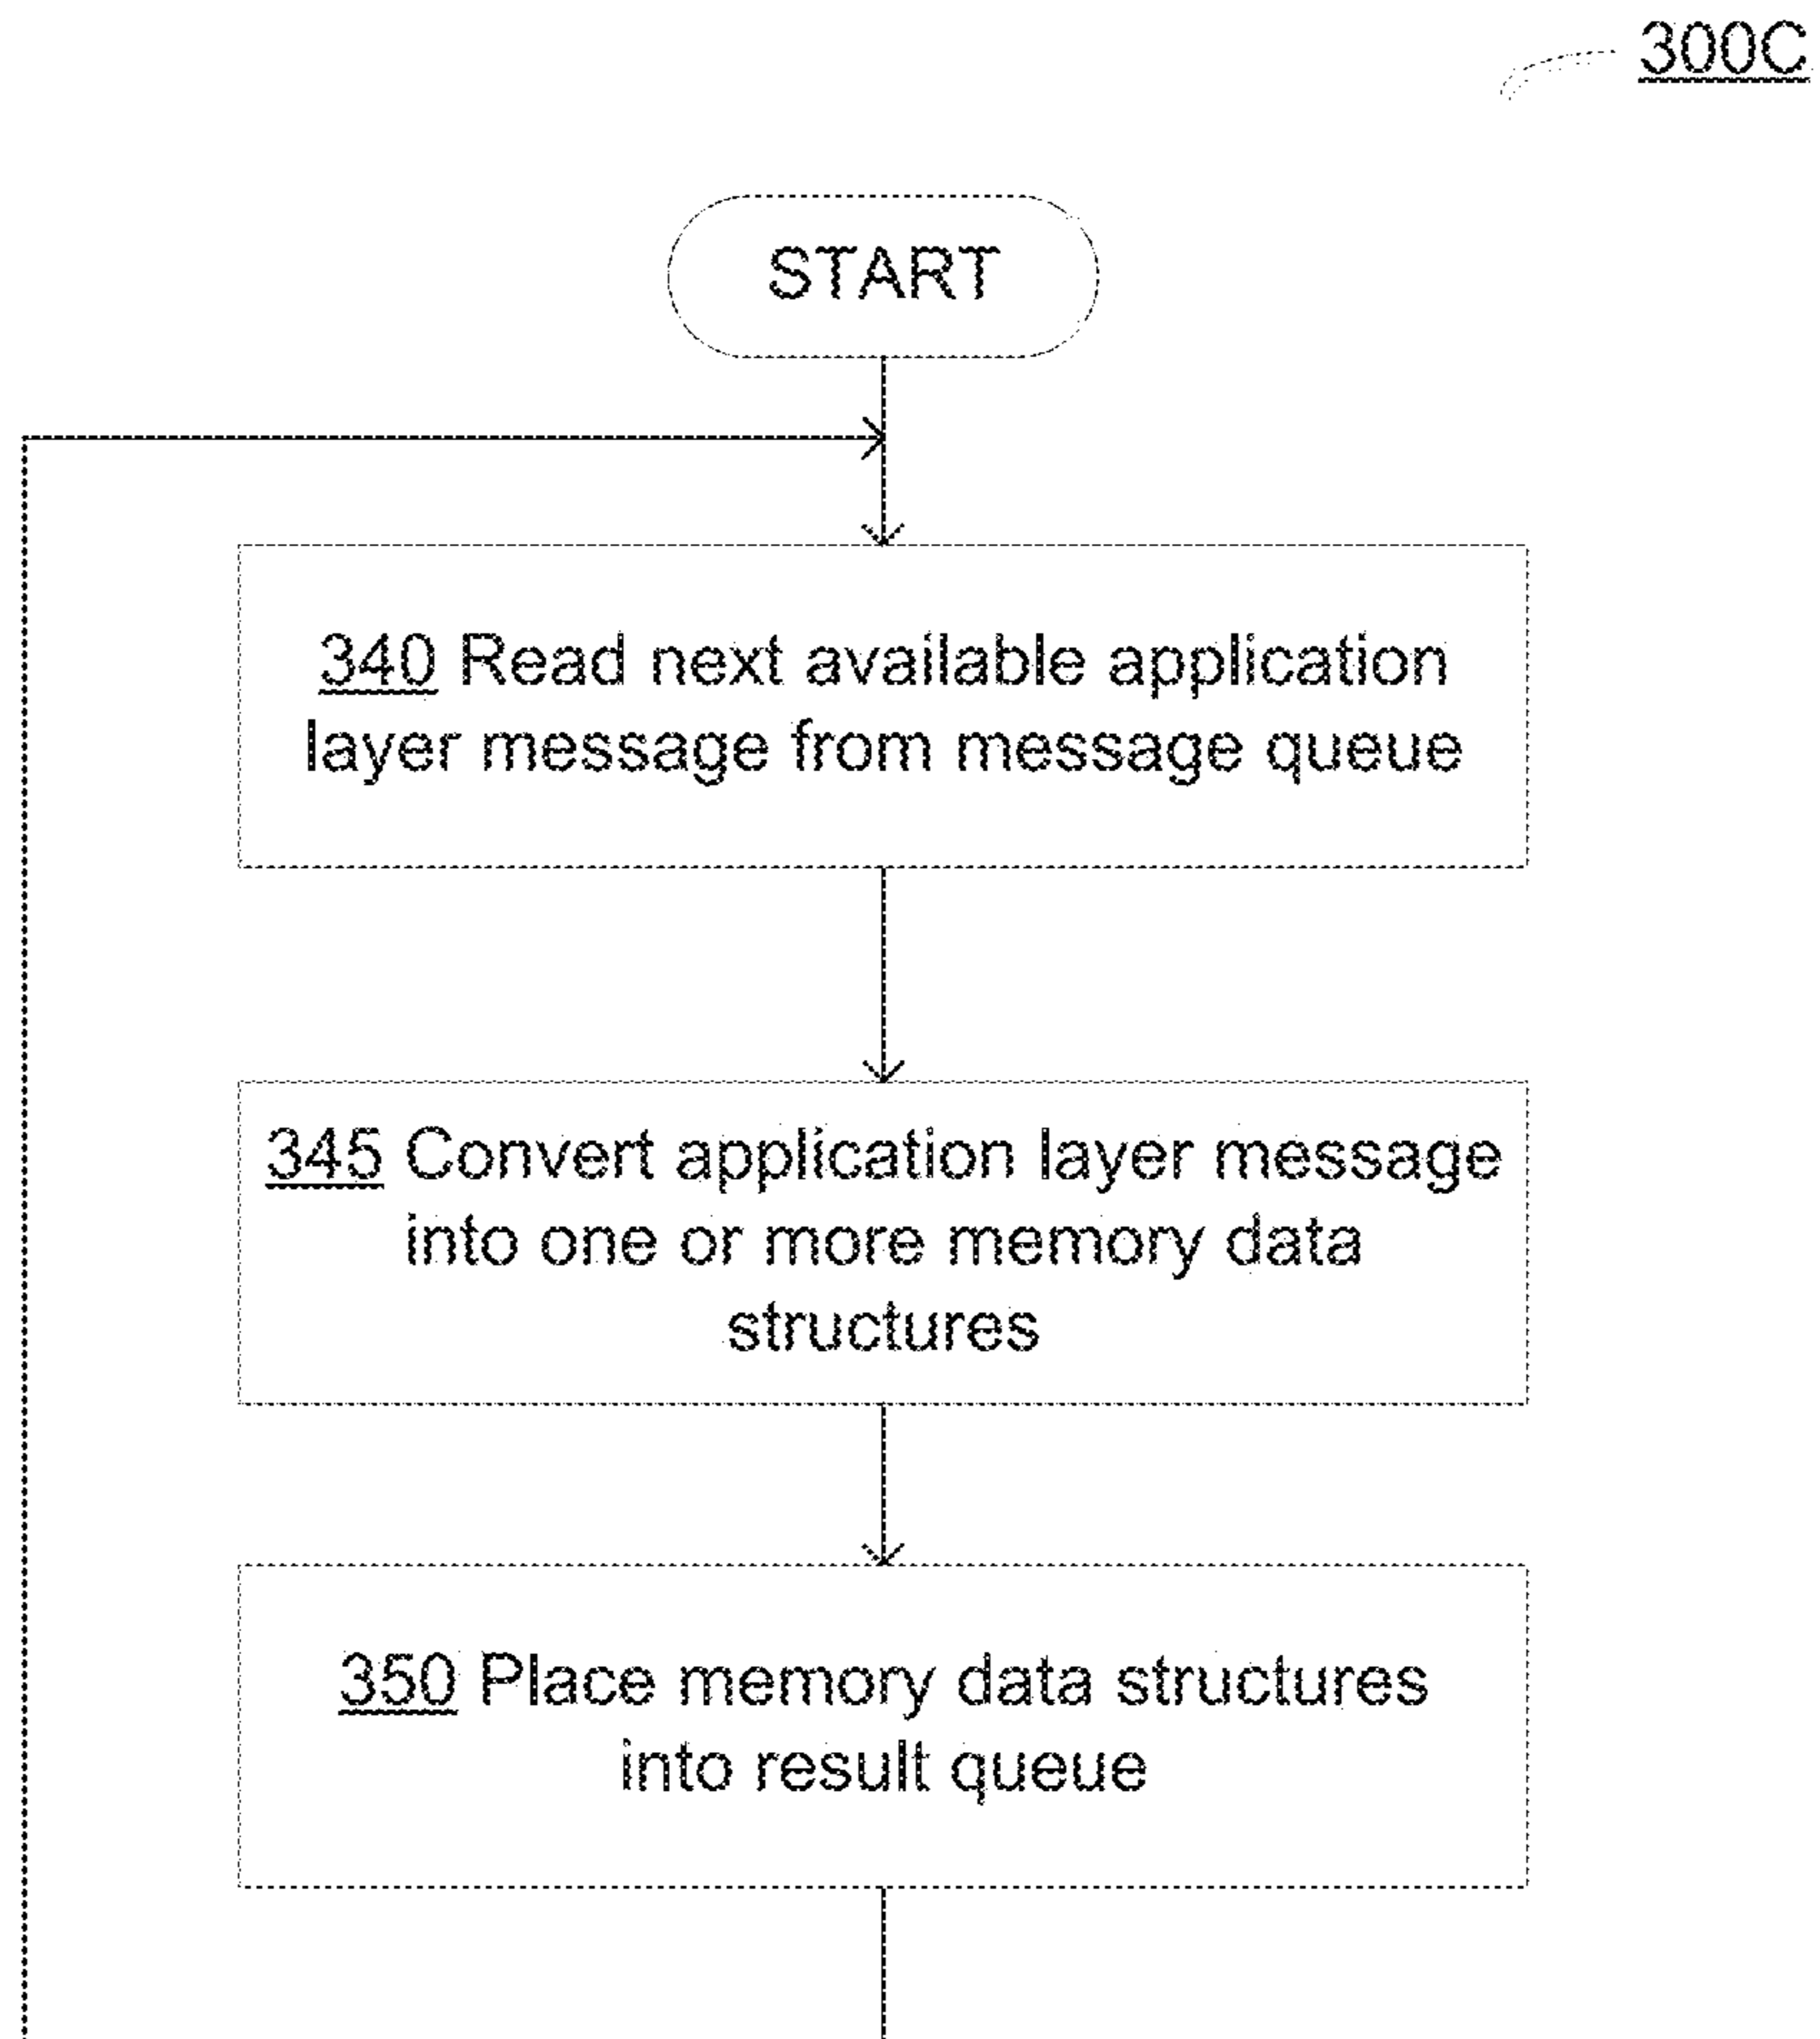 300C
START
340 Read next available application
layer message from message queue
345 Convert application layer message
into one or more memory data
structures
350 Place memory data structures
into result queue